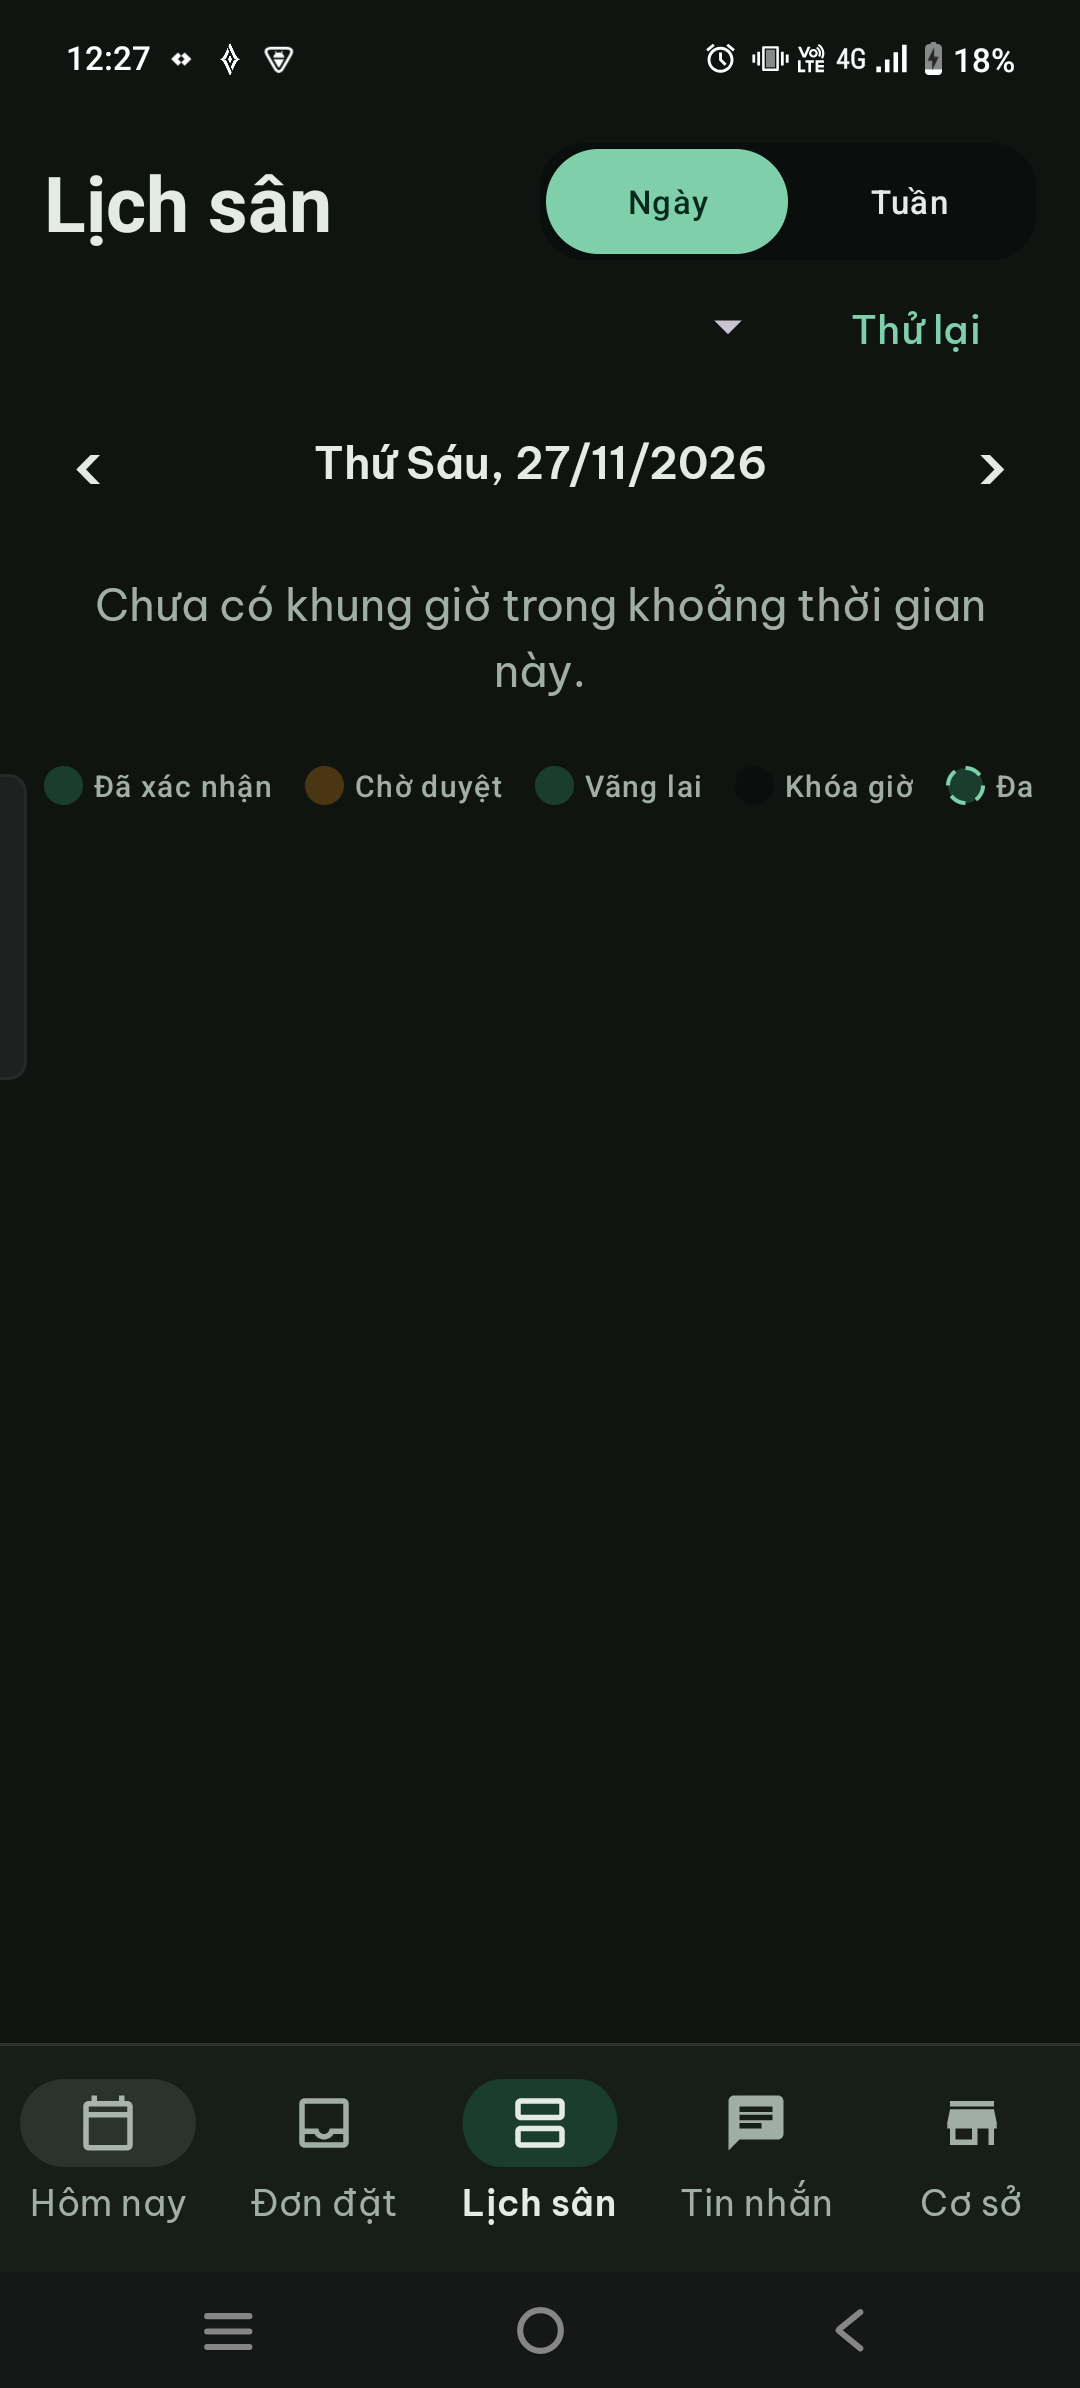 12:27
VoLTE 4G 18%
Lịch sân
Ngày
Tuần
Thử lại
Thứ Sáu, 27/11/2026
Chưa có khung giờ trong khoảng thời gian
này.
Đã xác nhận
Chờ duyệt
Vãng lai
Khóa giờ
Đa
Hôm nay
Đơn đặt
Lịch sân
Tin nhắn
Cơ sở